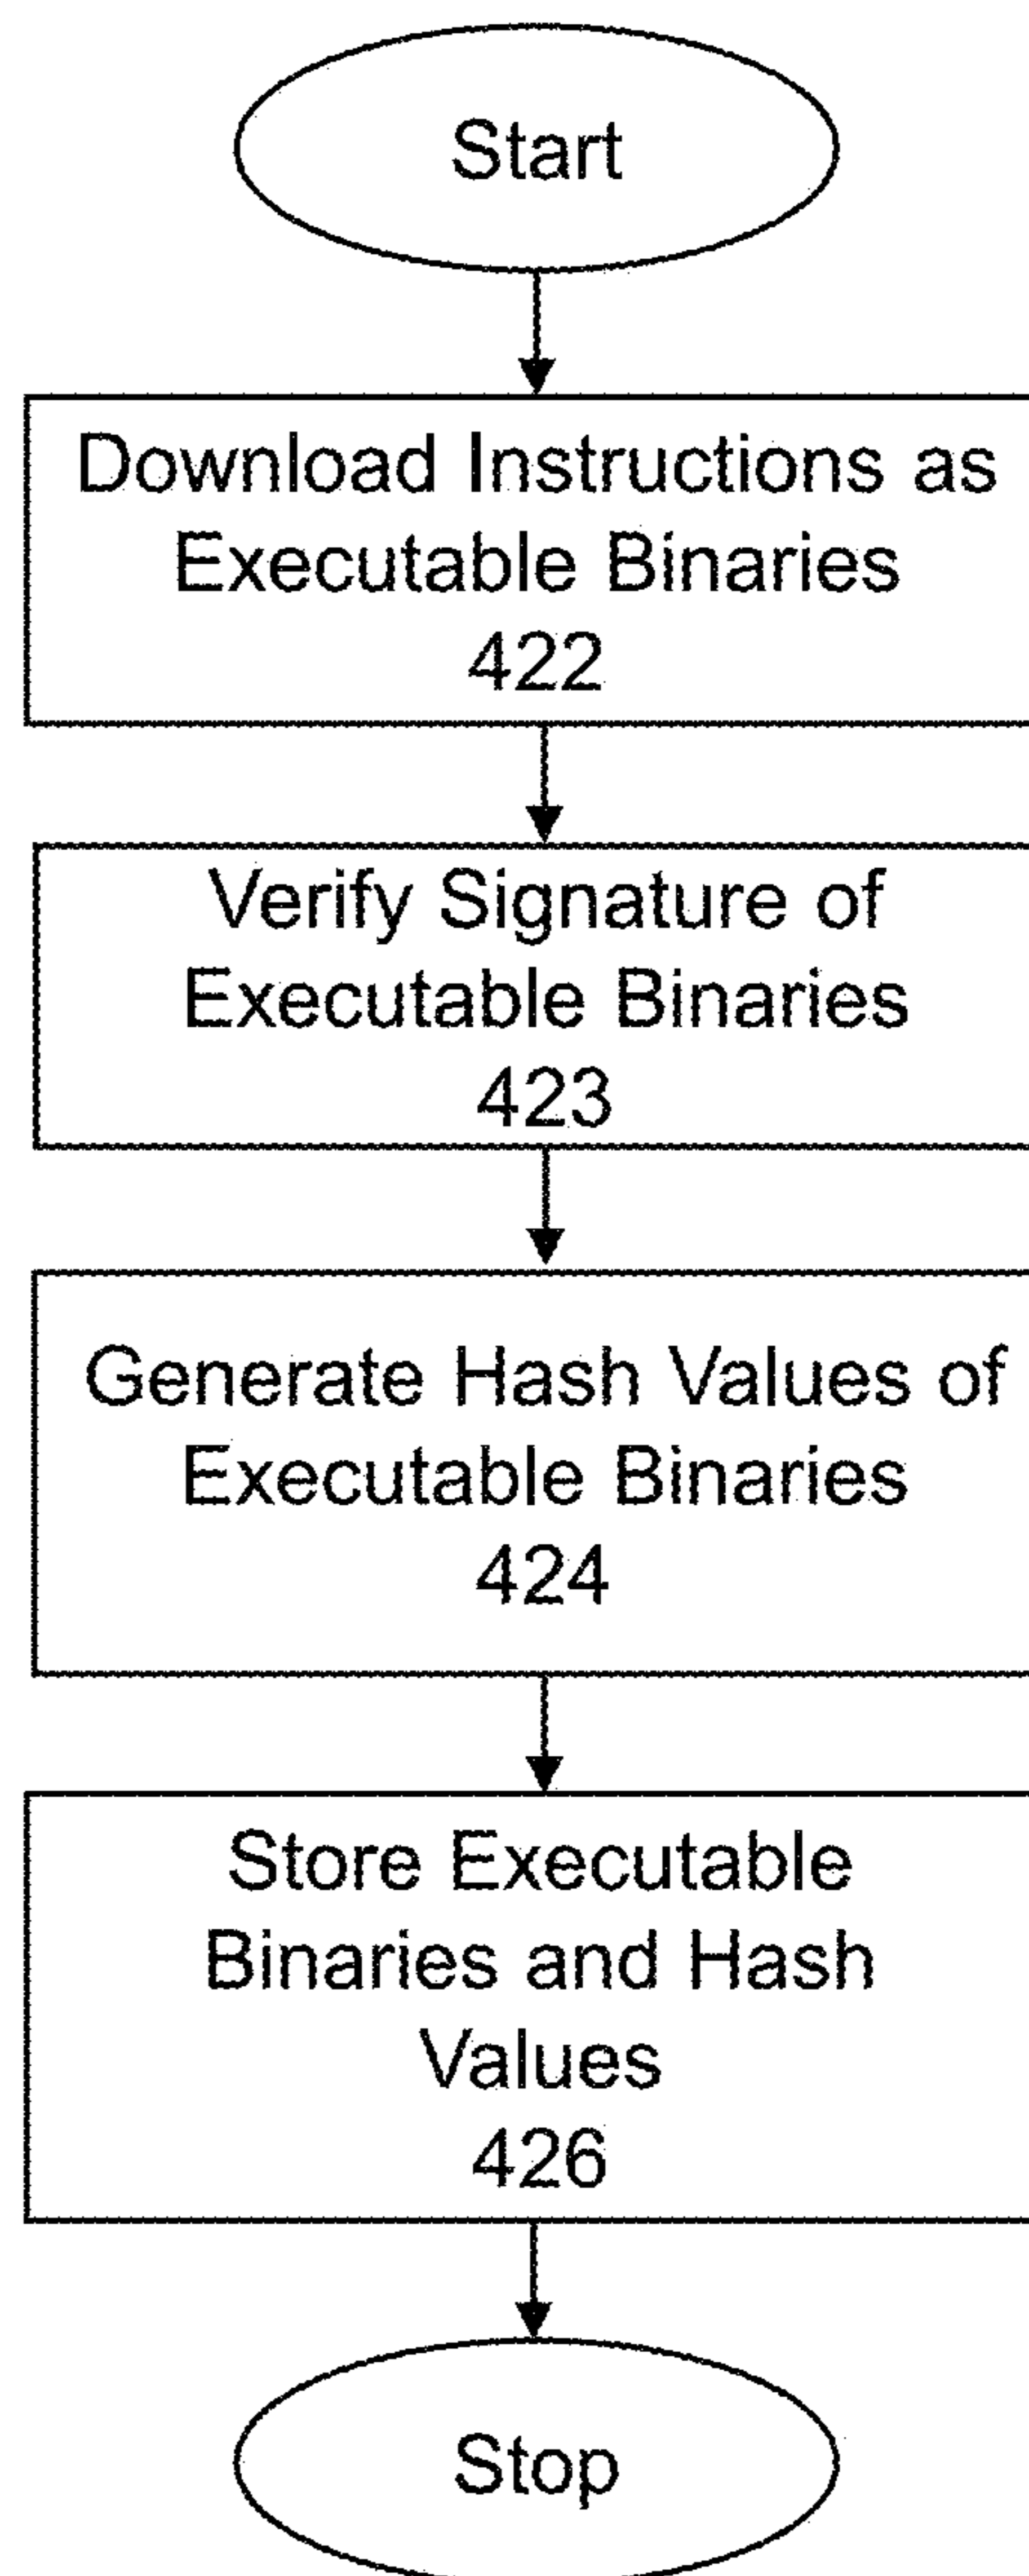 Start
Download Instructions as
Executable Binaries
422
Verify Signature of
Executable Binaries
423
Generate Hash Values of
Executable Binaries
424
Store Executable
Binaries and Hash
Values
426
Stop